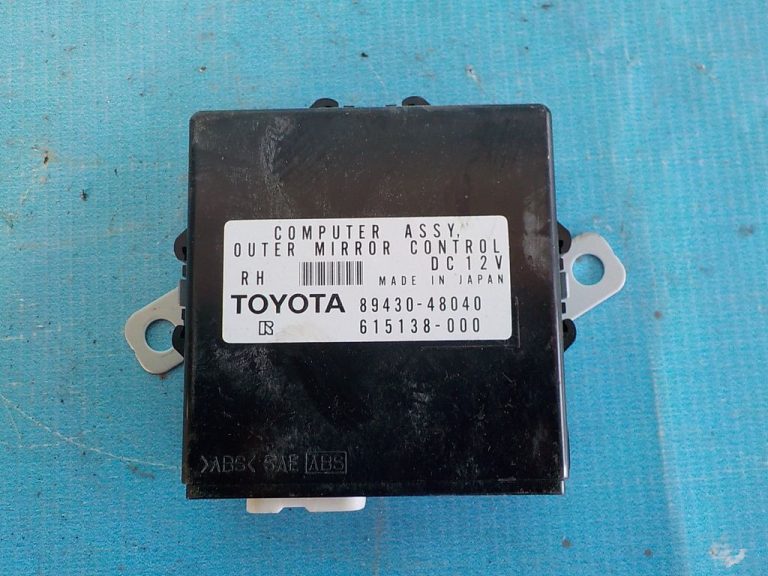 COMPUTER ASSY,
OUTER MIRROR CONTROL
DC12V
RH MADE IN JAPAN
TOYOTA 89430-48040
R 615138-000
>ABS< SAE ABS